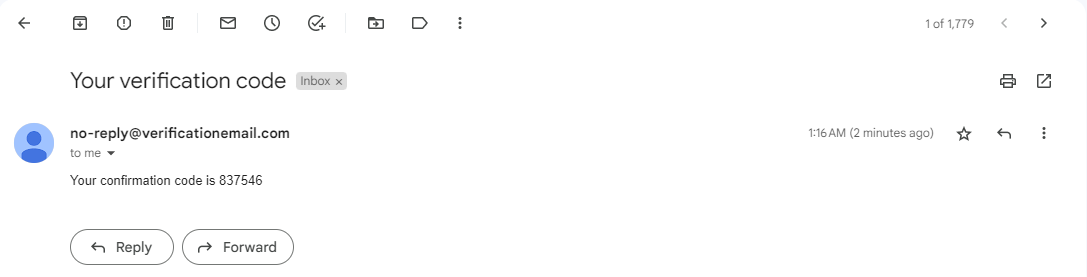 1 of 1,779
Your verification code Inbox ×
no-reply@verificationemail.com 1:16 AM (2 minutes ago)
to me
Your confirmation code is 837546
Reply Forward